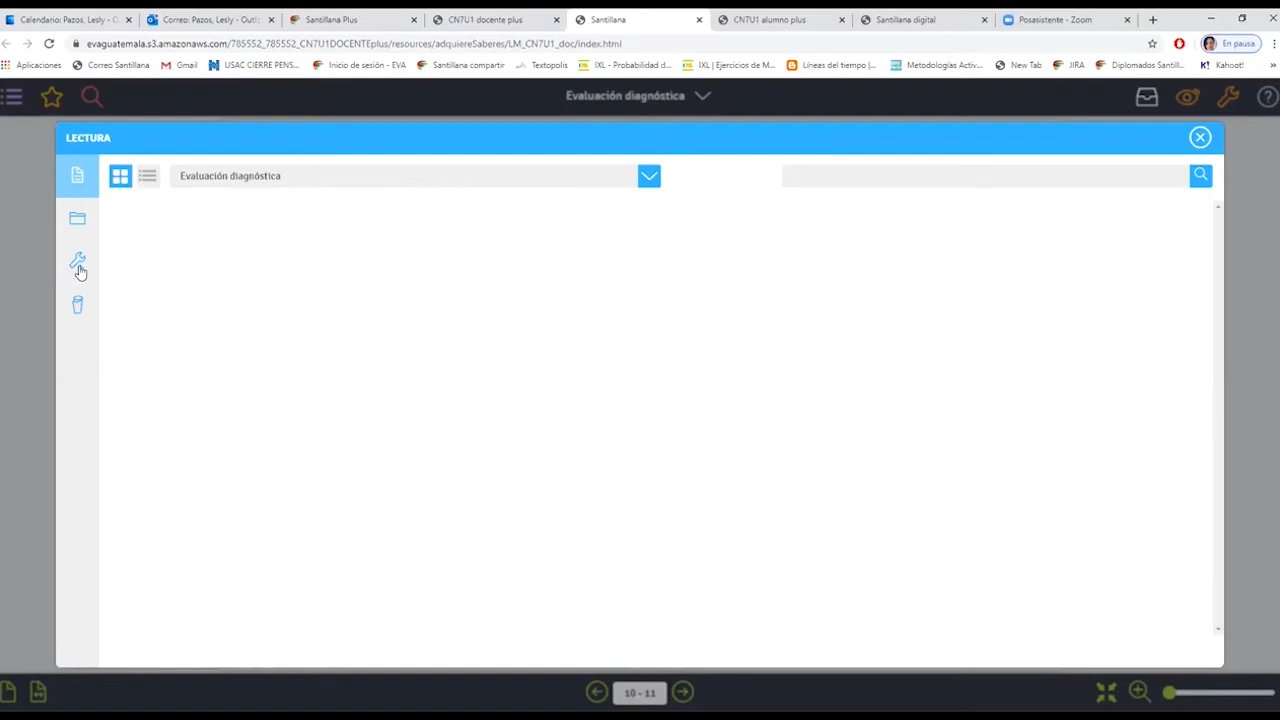 Calendario: Pazos, Lesly - O
Correo: Pazos, Lesly - Outl
Santillana Plus
CN7U1 docente plus
Santillana
CN7U1 alumno plus
Santillana digital
Posasistente - Zoom
evaguatemala.s3.amazonaws.com/785552_785552_CN7U1DOCENTEplus/resources/adquiereSaberes/LM_CN7U1_doc/index.html
En pausa
Aplicaciones
Correo Santillana
Gmail
USAC CIERRE PENS...
Inicio de sesión - EVA
Santillana compartir
Textopolis
IXL - Probabilidad d...
IXL | Ejercicios de M...
Líneas del tiempo |...
Metodologías Activ...
New Tab
JIRA
Diplomados Santill...
Kahoot!
»
Evaluación diagnóstica
LECTURA
Evaluación diagnóstica
10 - 11